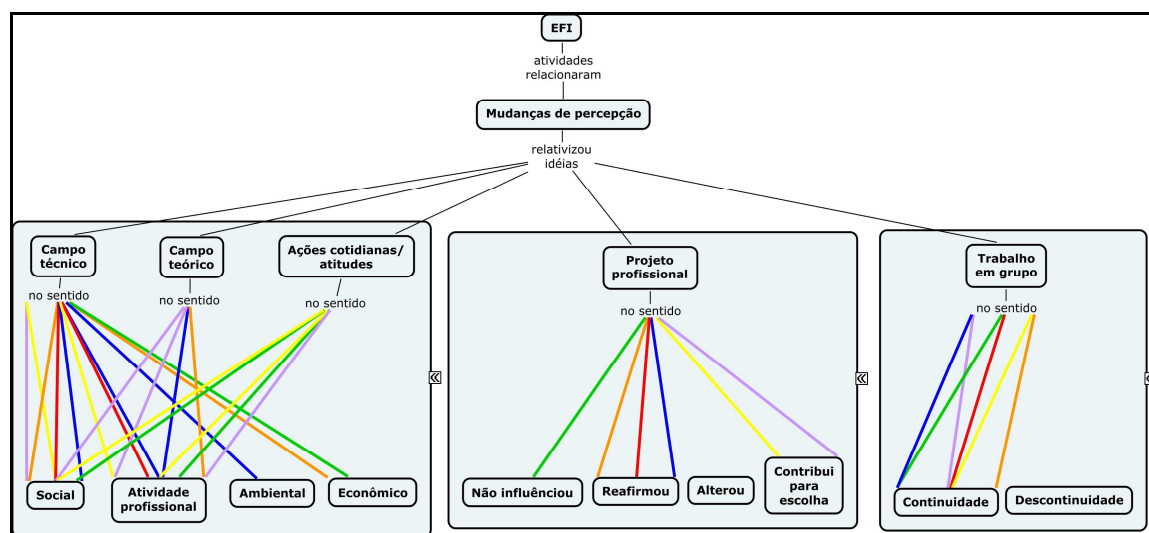 EFI
atividades
relacionaram
Mudanças de percepção
relativizou
idéias
Campo
técnico
no sentido
Campo
teórico
no sentido
Ações cotidianas/
atitudes
no sentido
Social
Atividade
profissional
Ambiental
Econômico
Projeto
profissional
no sentido
Não influênciou
Reafirmou
Alterou
Contribui
para
escolha
Trabalho
em grupo
no sentido
Continuidade
Descontinuidade